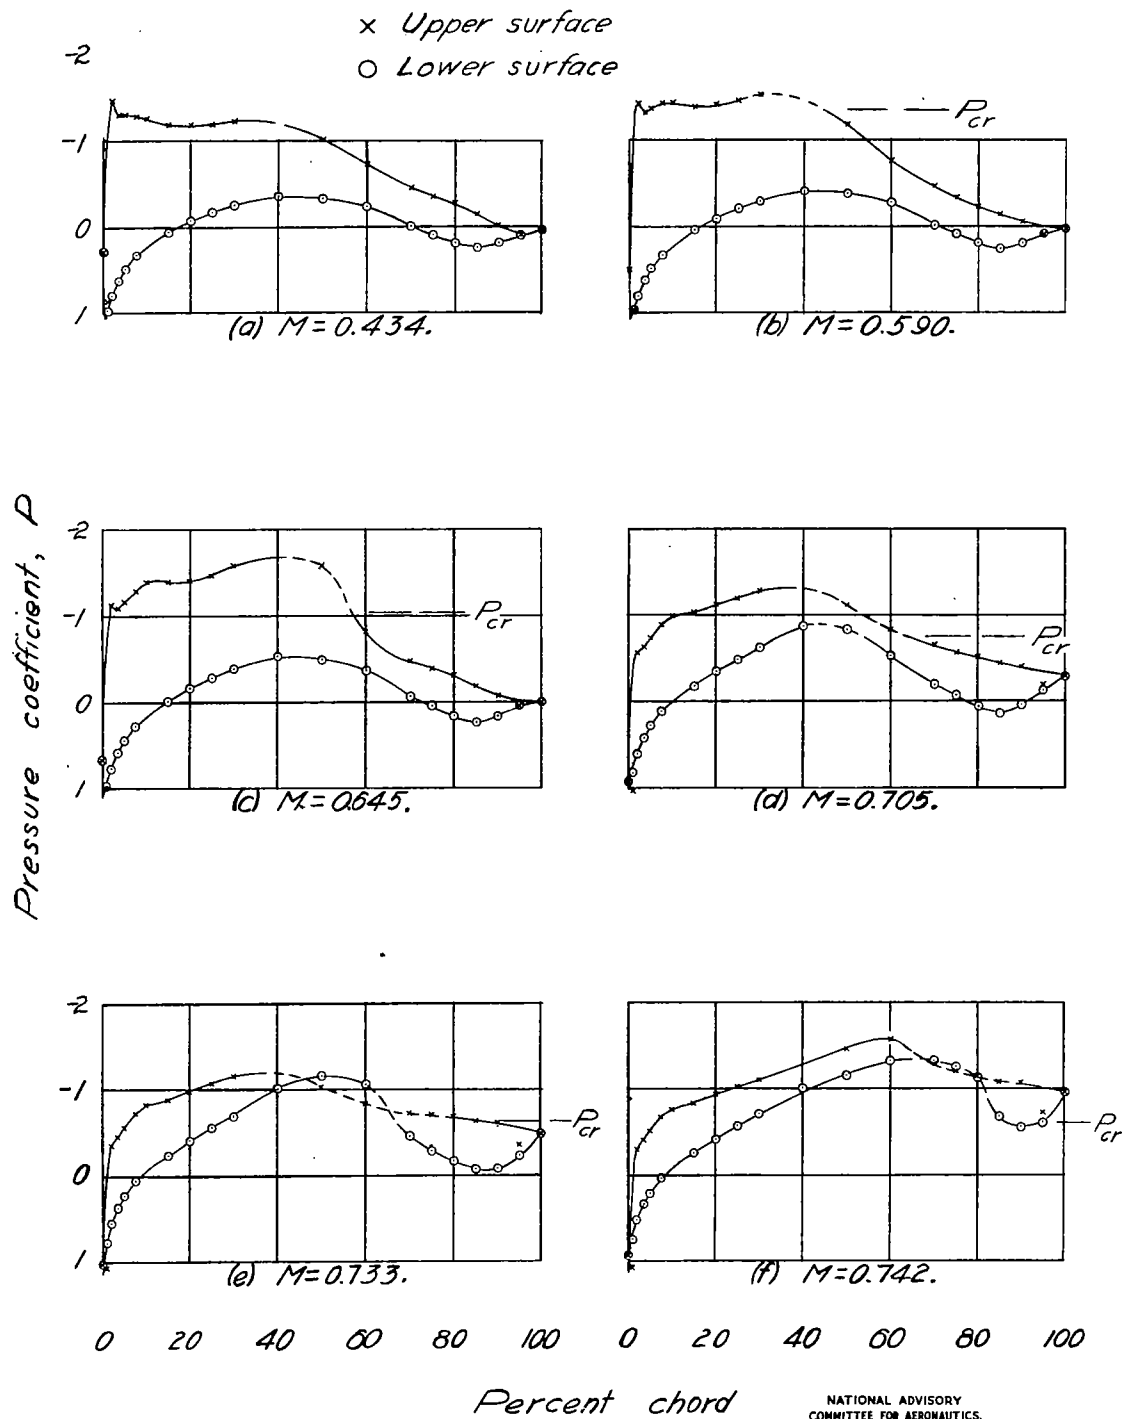 × Upper surface
○ Lower surface
-2
-1
0
1
P_cr
(a) M = 0.434.
(b) M = 0.590.
-2
-1
0
1
P_cr
P_cr
(c) M = 0.645.
(d) M = 0.705.
Pressure coefficient, P
-2
-1
0
1
P_cr
P_cr
(e) M = 0.733.
(f) M = 0.742.
0 20 40 60 80 100
0 20 40 60 80 100
Percent chord
NATIONAL ADVISORY
COMMITTEE FOR AERONAUTICS.